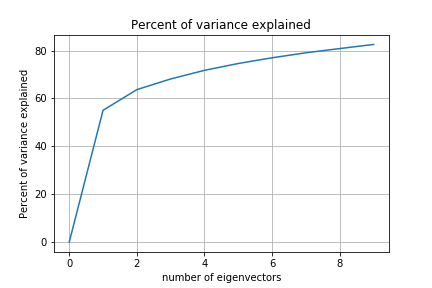 Percent of variance explained
Percent of variance explained
80
60
40
20
0
0 2 4 6 8
number of eigenvectors